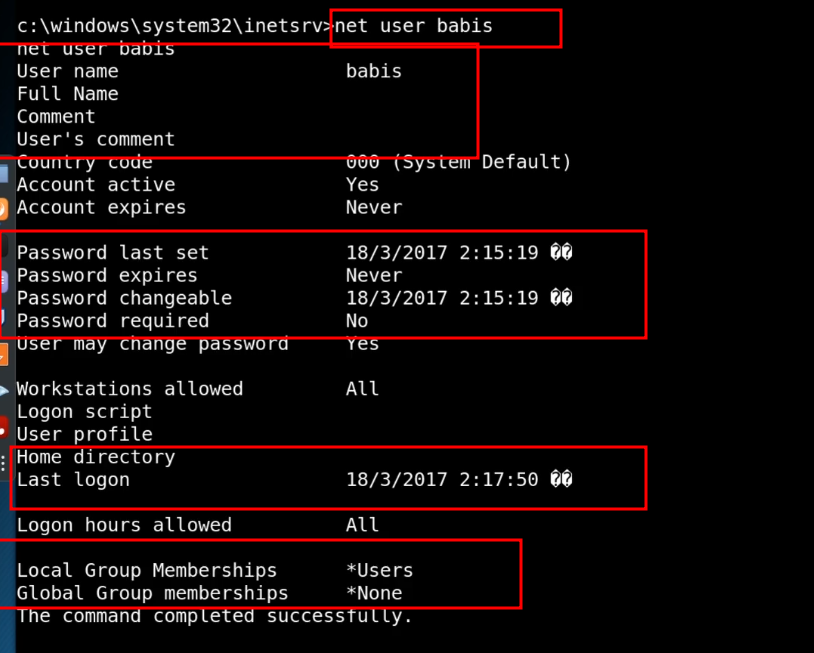 c:\windows\system32\inetsrv>net user babis
net user babis
User name babis
Full Name
Comment
User's comment
Country code 000 (System Default)
Account active Yes
Account expires Never
Password last set 18/3/2017 2:15:19 ��
Password expires Never
Password changeable 18/3/2017 2:15:19 ��
Password required No
User may change password Yes
Workstations allowed All
Logon script
User profile
Home directory
Last logon 18/3/2017 2:17:50 ��
Logon hours allowed All
Local Group Memberships *Users
Global Group memberships *None
The command completed successfully.